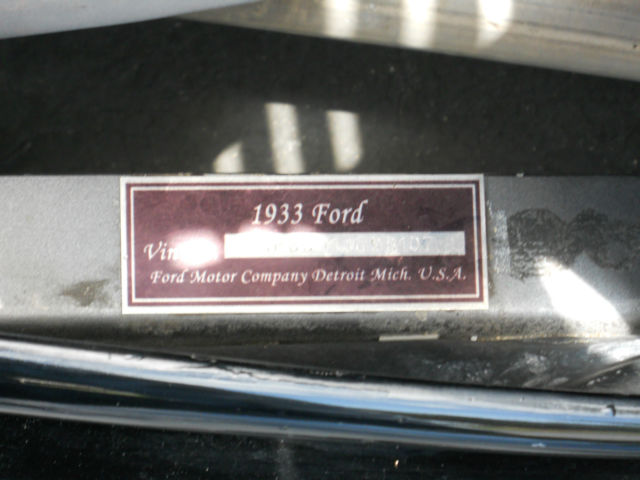 1933 Ford
Vin
Ford Motor Company Detroit Mich. U.S.A.